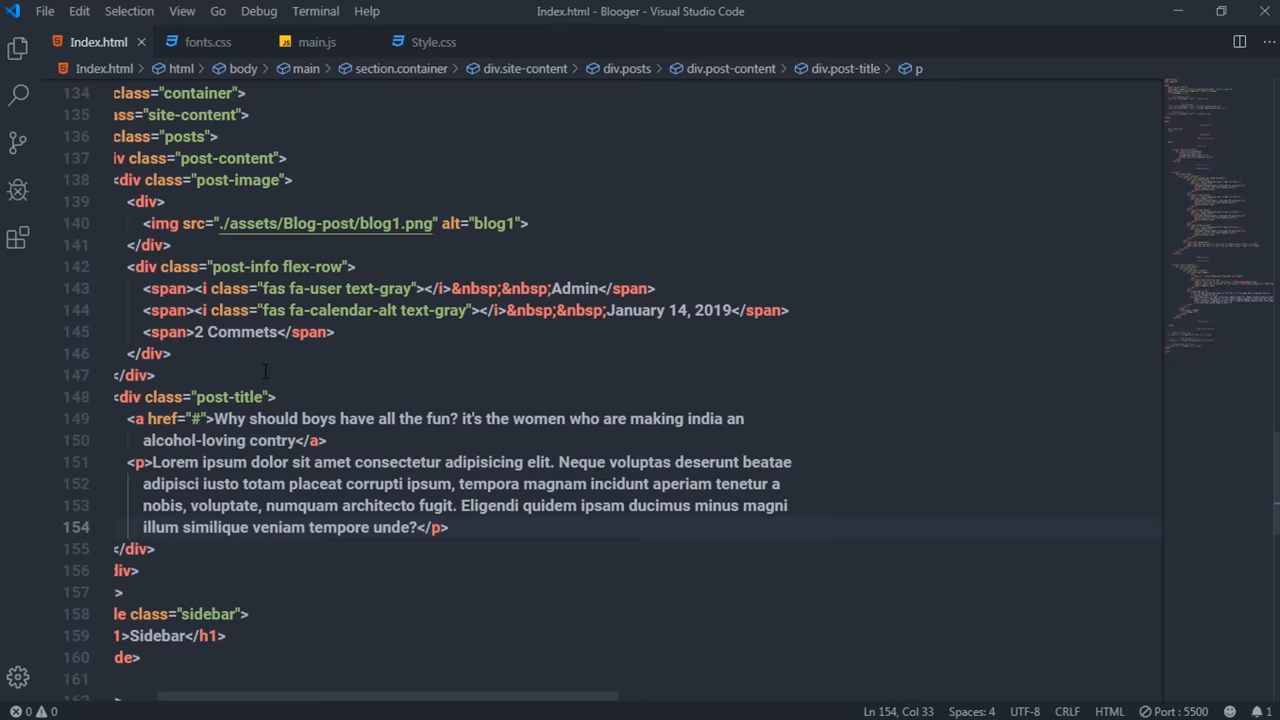 File Edit Selection View Go Debug Terminal Help Index.html - Blooger - Visual Studio Code
Index.html fonts.css main.js Style.css
Index.html html body main section.container div.site-content div.posts div.post-content div.post-title p
134 class="container">
135 ass="site-content">
136 class="posts">
137 iv class="post-content">
138 <div class="post-image">
139 <div>
140 <img src="./assets/Blog-post/blog1.png" alt="blog1">
141 </div>
142 <div class="post-info flex-row">
143 <span><i class="fas fa-user text-gray"></i>&nbsp;&nbsp;Admin</span>
144 <span><i class="fas fa-calendar-alt text-gray"></i>&nbsp;&nbsp;January 14, 2019</span>
145 <span>2 Commets</span>
146 </div>
147 </div>
148 <div class="post-title">
149 <a href="#">Why should boys have all the fun? it's the women who are making india an
150 alcohol-loving contry</a>
151 <p>Lorem ipsum dolor sit amet consectetur adipisicing elit. Neque voluptas deserunt beatae
152 adipisci iusto totam placeat corrupti ipsum, tempora magnam incidunt aperiam tenetur a
153 nobis, voluptate, numquam architecto fugit. Eligendi quidem ipsam ducimus minus magni
154 illum similique veniam tempore unde?</p>
155 </div>
156 div>
157 >
158 le class="sidebar">
159 1>Sidebar</h1>
160 de>
161
0 0 Ln 154, Col 33 Spaces: 4 UTF-8 CRLF HTML Port : 5500 1